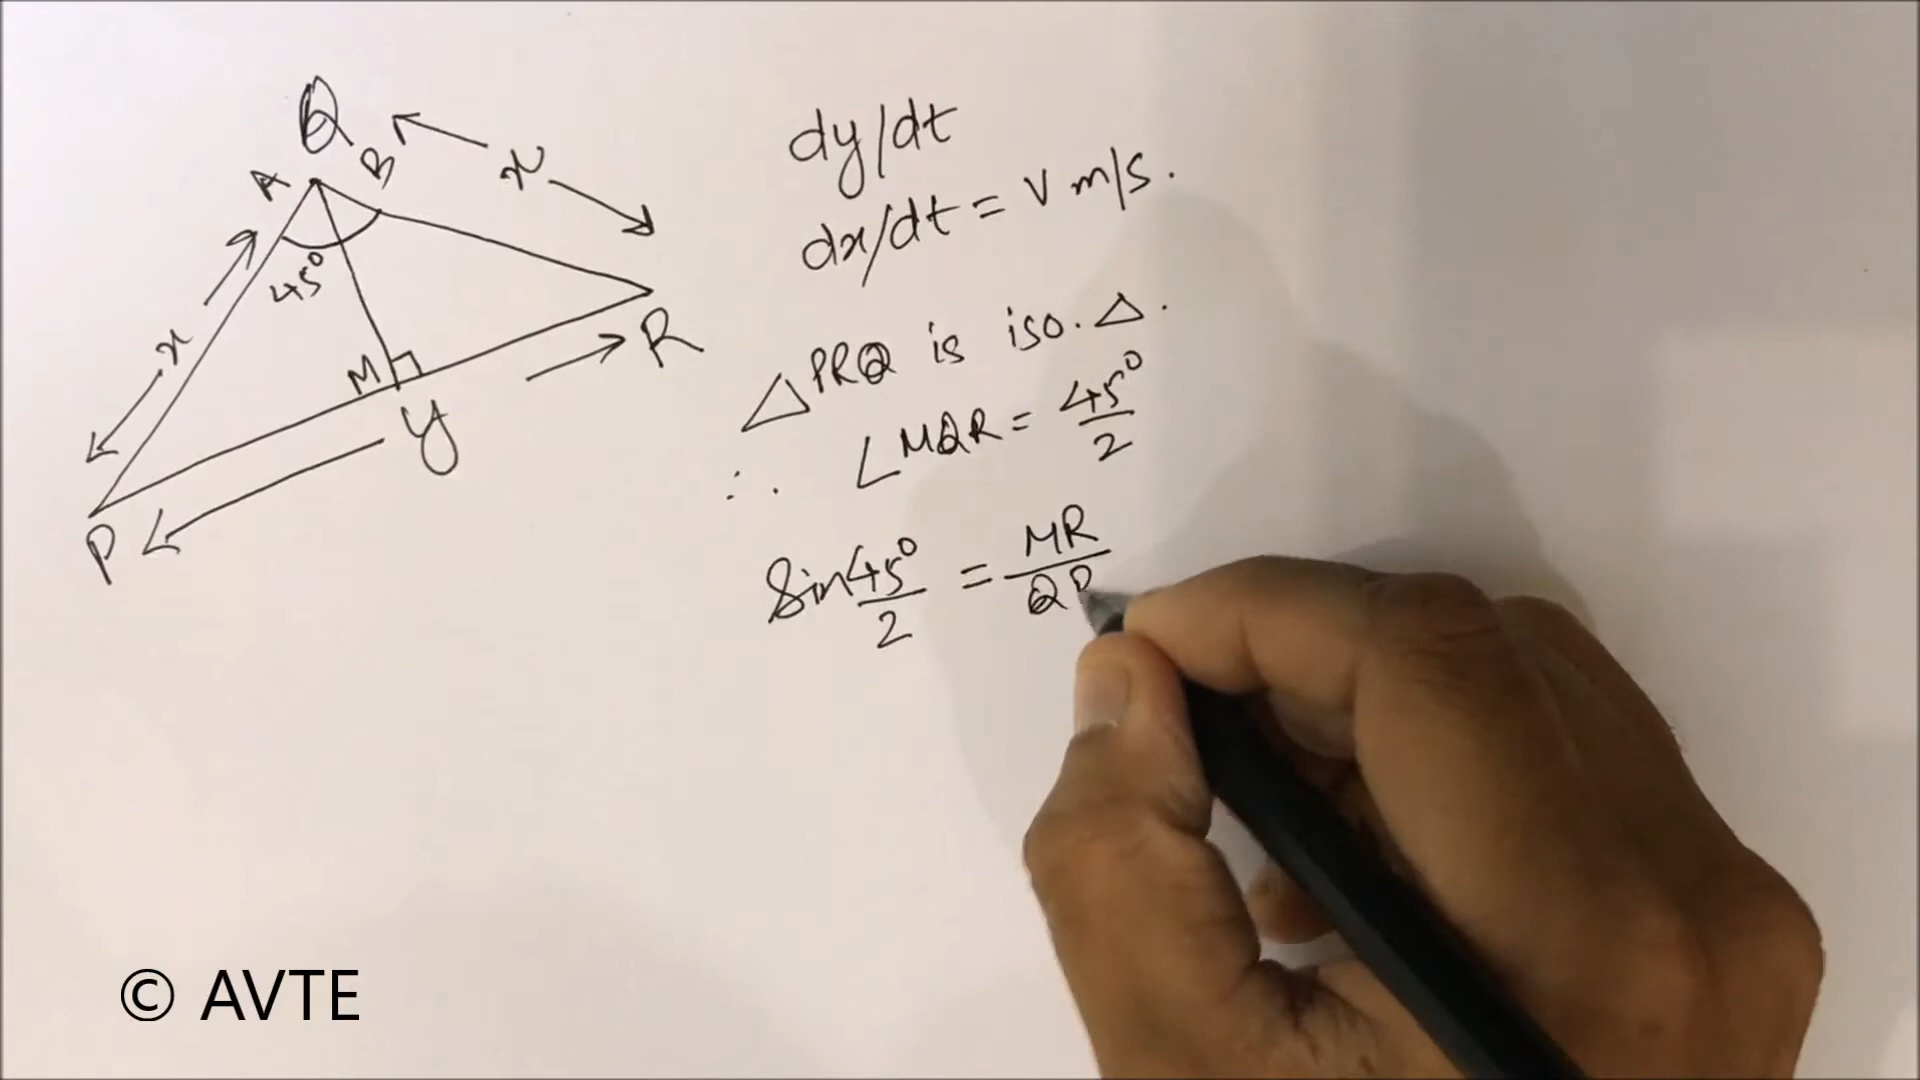 Q
A B
x
45°
x
M
R
y
P
dy/dt
dx/dt = v m/s.
△PRQ is iso. △.
∴ ∠MQR = 45°/2
Sin 45°/2 = MR/QR
© AVTE